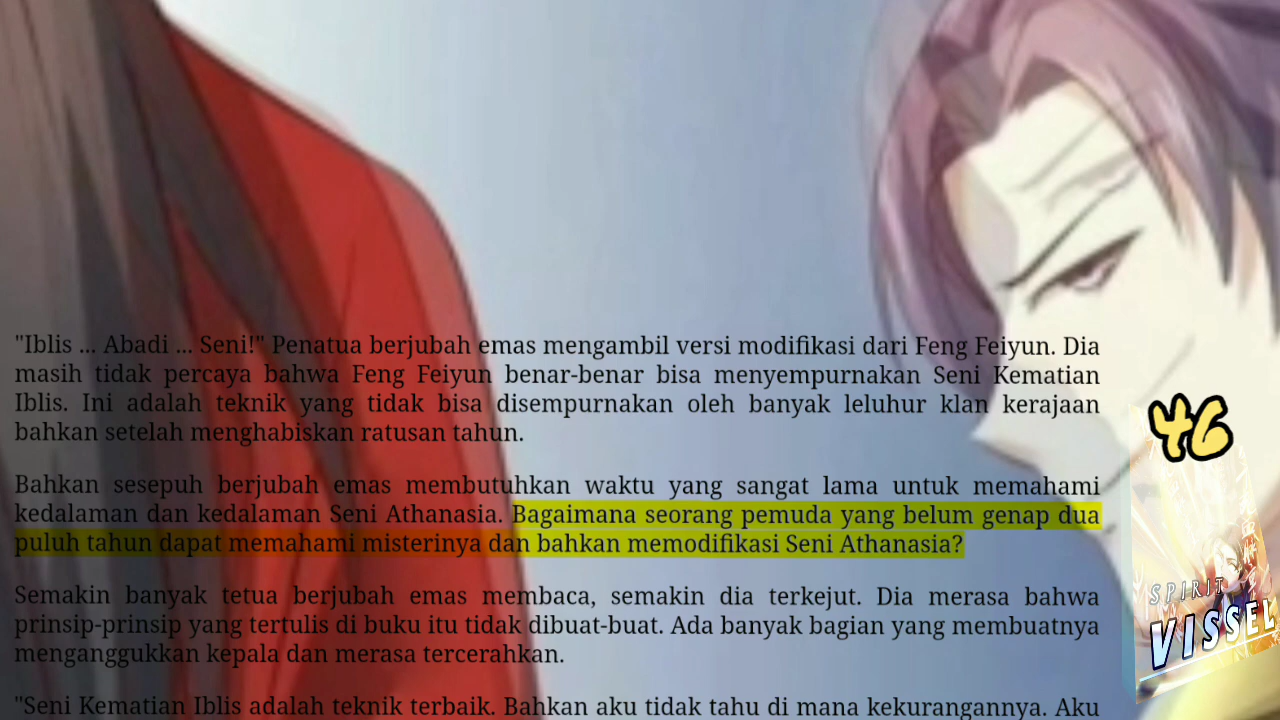 "Iblis ... Abadi ... Seni!" Penatua berjubah emas mengambil versi modifikasi dari Feng Feiyun. Dia
masih tidak percaya bahwa Feng Feiyun benar-benar bisa menyempurnakan Seni Kematian
Iblis. Ini adalah teknik yang tidak bisa disempurnakan oleh banyak leluhur klan kerajaan
bahkan setelah menghabiskan ratusan tahun.
Bahkan sesepuh berjubah emas membutuhkan waktu yang sangat lama untuk memahami
kedalaman dan kedalaman Seni Athanasia. Bagaimana seorang pemuda yang belum genap dua
puluh tahun dapat memahami misterinya dan bahkan memodifikasi Seni Athanasia?
Semakin banyak tetua berjubah emas membaca, semakin dia terkejut. Dia merasa bahwa
prinsip-prinsip yang tertulis di buku itu tidak dibuat-buat. Ada banyak bagian yang membuatnya
menganggukkan kepala dan merasa tercerahkan.
"Seni Kematian Iblis adalah teknik terbaik. Bahkan aku tidak tahu di mana kekurangannya. Aku
46
SPIRIT
VISSEL